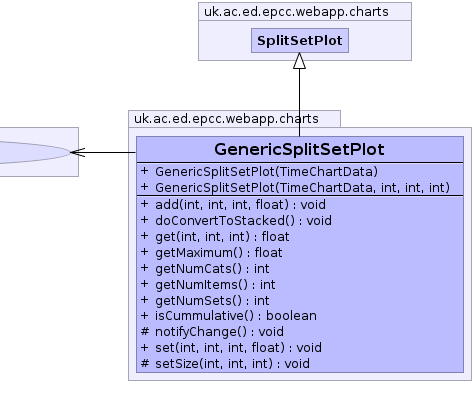 uk.ac.ed.epcc.webapp.charts
SplitSetPlot
uk.ac.ed.epcc.webapp.charts
GenericSplitSetPlot
+ GenericSplitSetPlot(TimeChartData)
+ GenericSplitSetPlot(TimeChartData, int, int, int)
+ add(int, int, int, float) : void
+ doConvertToStacked() : void
+ get(int, int, int) : float
+ getMaximum() : float
+ getNumCats() : int
+ getNumItems() : int
+ getNumSets() : int
+ isCummulative() : boolean
# notifyChange() : void
+ set(int, int, int, float) : void
# setSize(int, int, int) : void